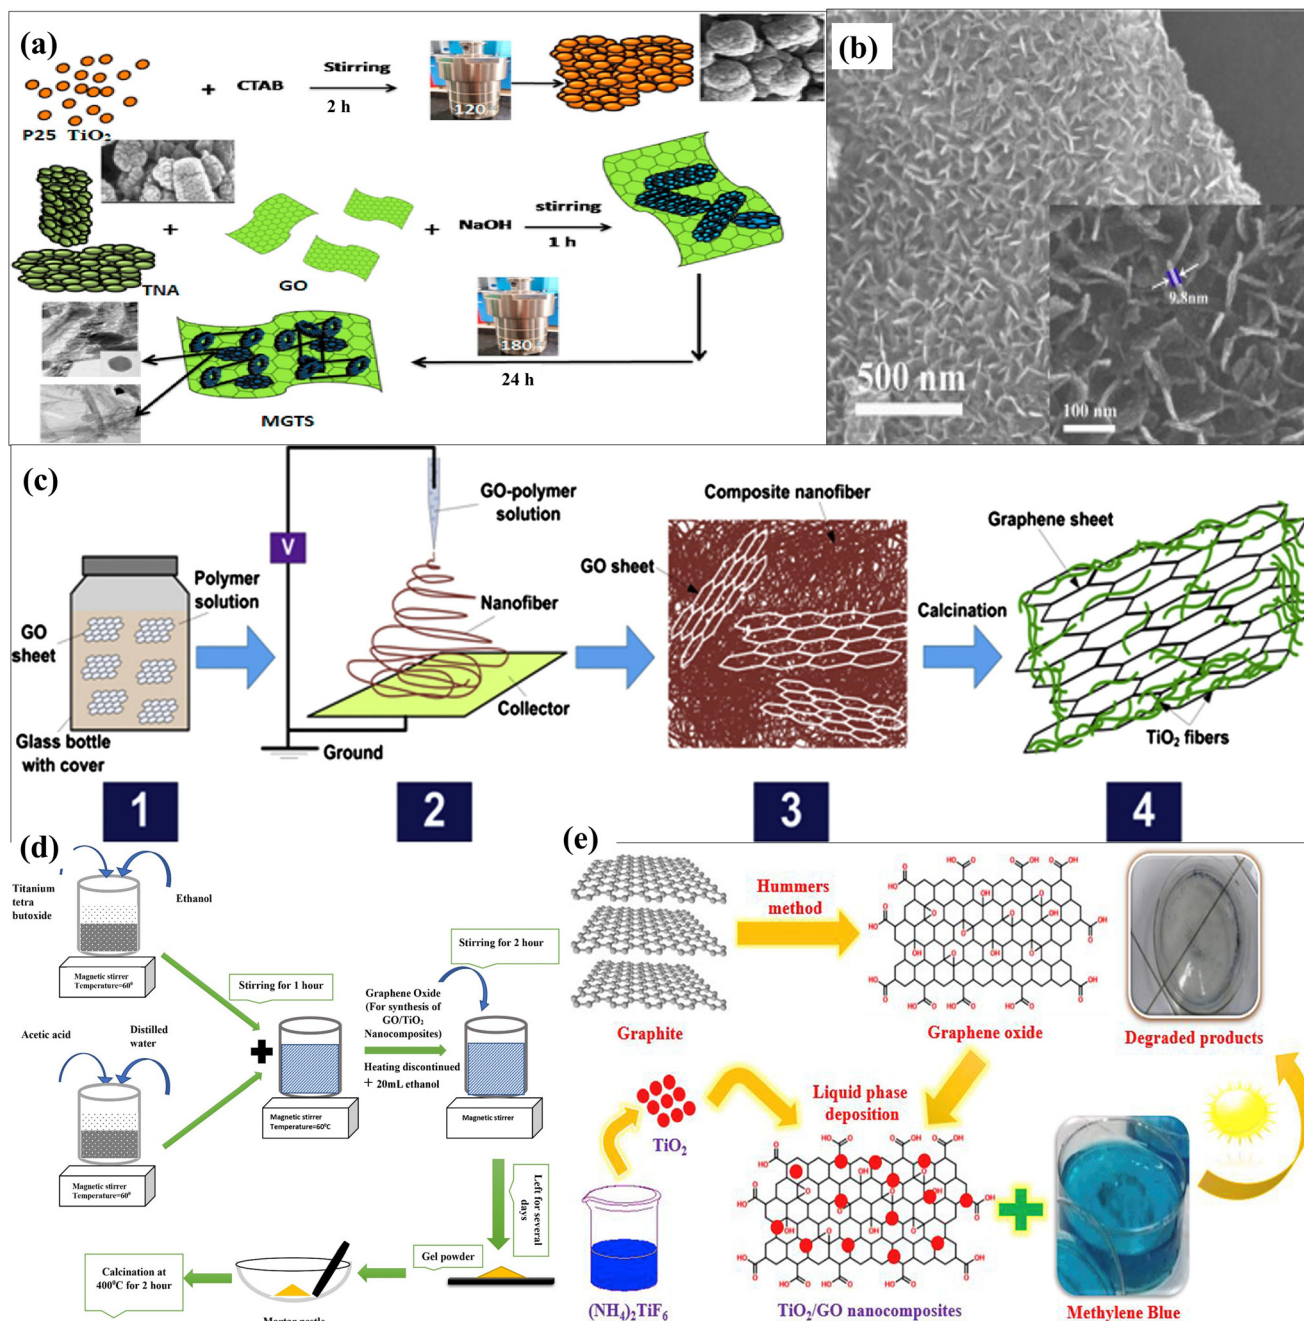 (a)
P25 TiO2
+
CTAB
Stirring
2 h
120
TNA
+
GO
+
NaOH
stirring
1 h
180
24 h
MGTS
(b)
500 nm
9.8nm
100 nm
(c)
GO
sheet
Polymer
solution
Glass bottle
with cover
V
GO-polymer
solution
Nanofiber
Collector
Ground
Composite nanofiber
GO sheet
Calcination
Graphene sheet
TiO2 fibers
1
2
3
4
(d)
Titanium
tetra
butoxide
Ethanol
Magnetic stirrer
Temperature=60⁰
Acetic acid
Distilled
water
Magnetic stirrer
Temperature=60⁰
Stirring for 1 hour
Magnetic stirrer
Temperature=60⁰C
Graphene Oxide
(For synthesis of
GO/TiO2
Nanocomposites)
Heating discontinued
+ 20mL ethanol
Stirring for 2 hour
Magnetic stirrer
Left for several
days
Gel powder
Calcination at
400⁰C for 2 hour
(e)
Graphite
Hummers
method
Graphene oxide
Degraded products
TiO2
Liquid phase
deposition
(NH4)2TiF6
TiO2/GO nanocomposites
Methylene Blue